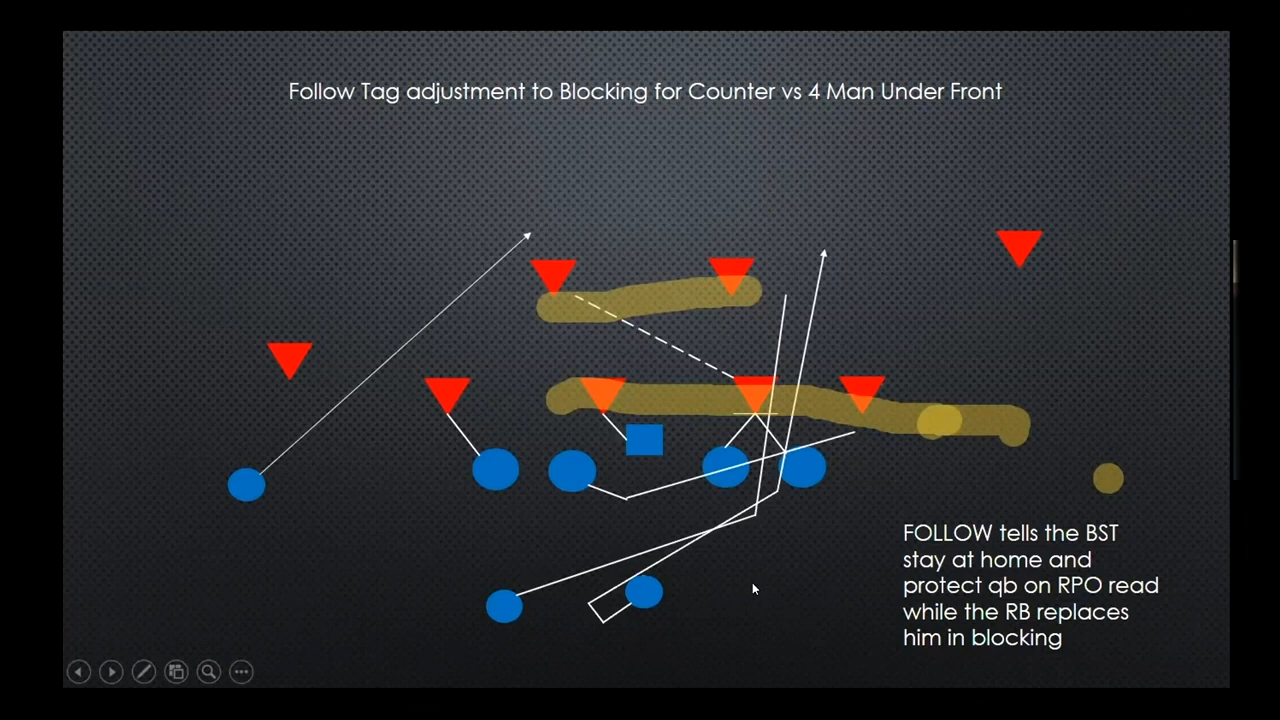 Follow Tag adjustment to Blocking for Counter vs 4 Man Under Front
FOLLOW tells the BST
stay at home and
protect qb on RPO read
while the RB replaces
him in blocking